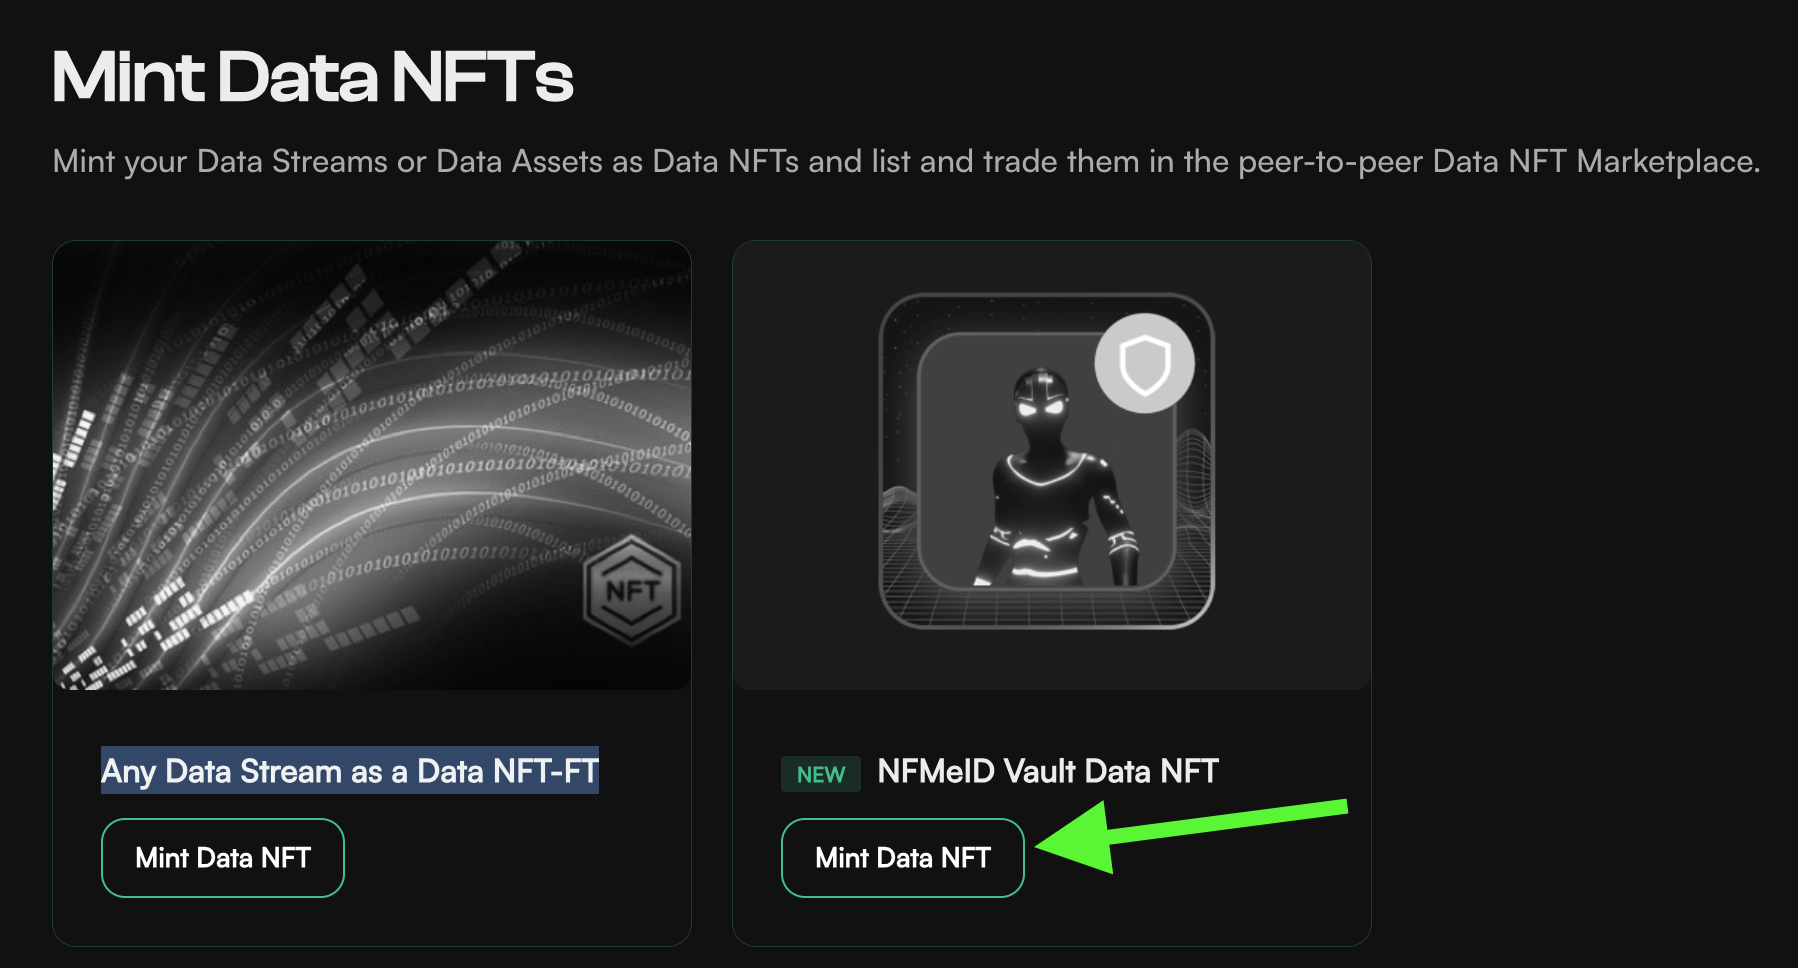 Mint Data NFTs
Mint your Data Streams or Data Assets as Data NFTs and list and trade them in the peer-to-peer Data NFT Marketplace.
NFT
Any Data Stream as a Data NFT-FT
Mint Data NFT
NEW NFMeID Vault Data NFT
Mint Data NFT